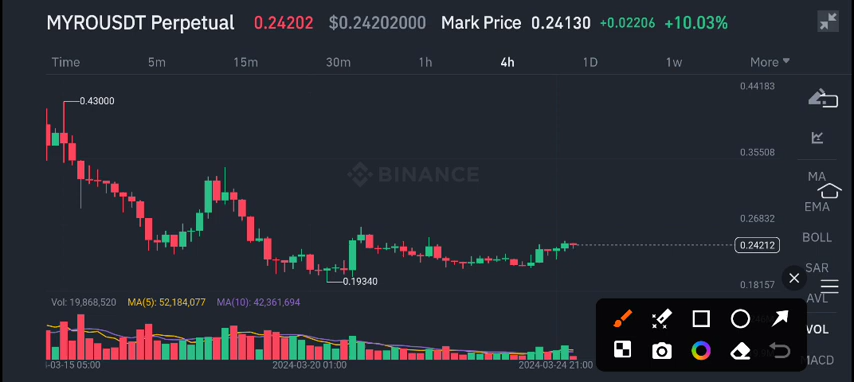 MYROUSDT Perpetual 0.24202 $0.24202000 Mark Price 0.24130 +0.02206 +10.03%
Time 5m 15m 30m 1h 4h 1D 1w More
0.44183
0.43000
0.35508
BINANCE
MA
EMA
0.26832
BOLL
0.24212
SAR
0.19340
0.18157
AVL
Vol: 19,868,520 MA(5): 52,184,077 MA(10): 42,361,694
VOL
MACD
-03-15 05:00 2024-03-20 01:00 2024-03-24 21:00